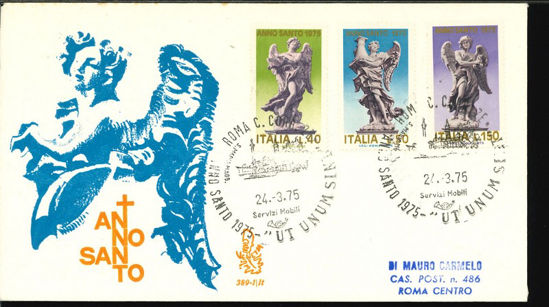 ANNO SANTO 1975
ITALIA L.40
ITALIA L.50
ITALIA L.150
ROMA C.
ANNO SANTO 1975 - "UT UNUM SINT"
24.-3.75
Servizi Mobili
24.-3.75
Servizi Mobili
ANNO SANTO 1975 - "UT UNUM SINT"
ANNO
SANTO
389-1/It
DI MAURO CARMELO
CAS. POST. n. 486
ROMA CENTRO